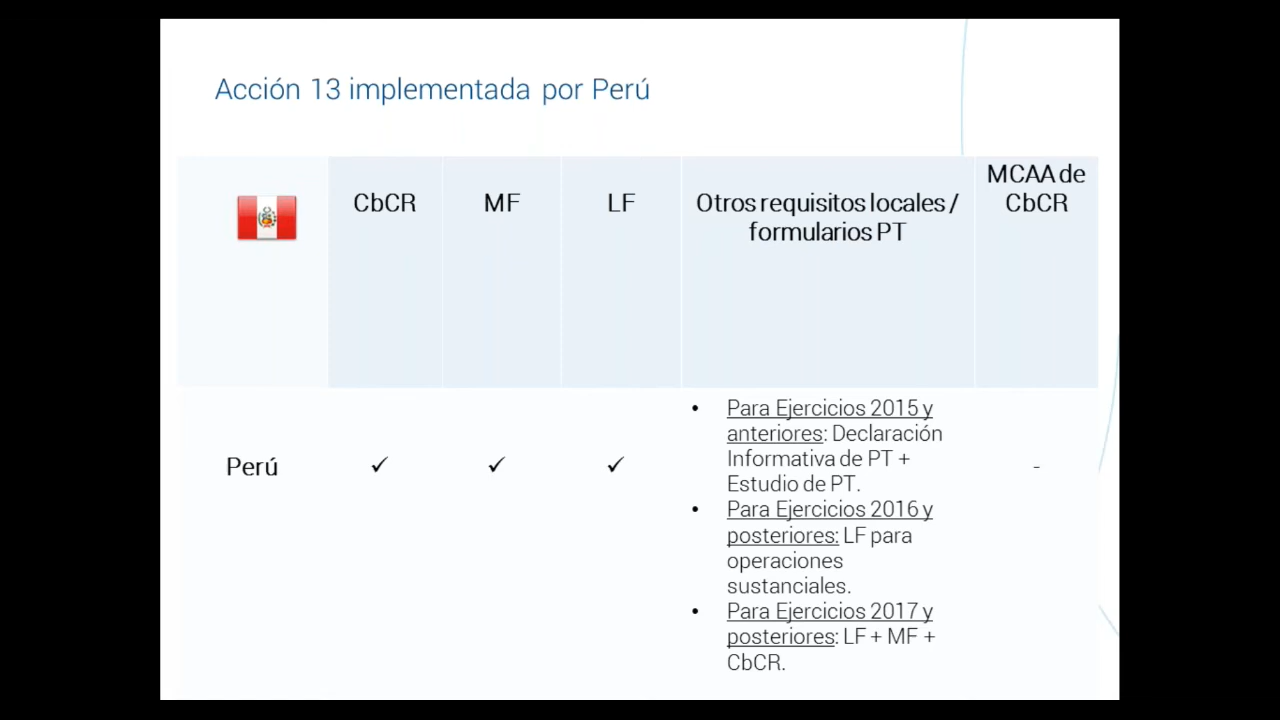 Acción 13 implementada por Perú
CbCR
MF
LF
Otros requisitos locales /
formularios PT
MCAA de
CbCR
Perú
✓
✓
✓
• Para Ejercicios 2015 y
anteriores: Declaración
Informativa de PT +
Estudio de PT.
• Para Ejercicios 2016 y
posteriores: LF para
operaciones
sustanciales.
• Para Ejercicios 2017 y
posteriores: LF + MF +
CbCR.
-